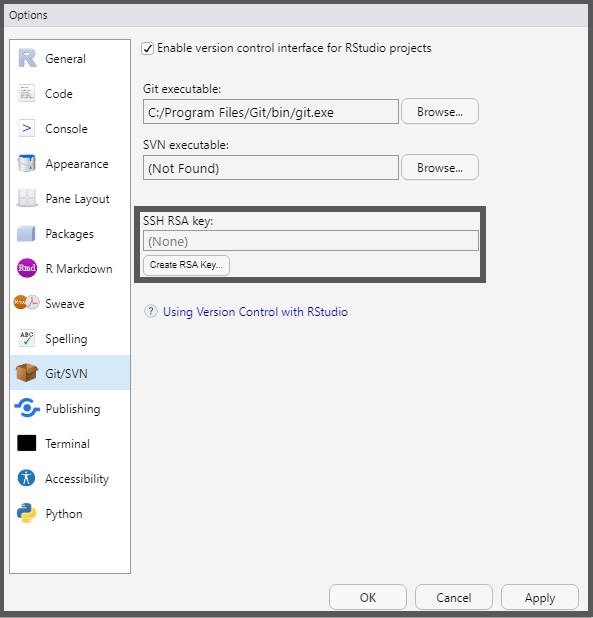 Options
General
Code
Console
Appearance
Pane Layout
Packages
Rmd R Markdown
Sweave
ABC Spelling
Git/SVN
Publishing
Terminal
Accessibility
Python
Enable version control interface for RStudio projects
Git executable:
C:/Program Files/Git/bin/git.exe Browse...
SVN executable:
(Not Found) Browse...
SSH RSA key:
(None)
Create RSA Key...
? Using Version Control with RStudio
OK Cancel Apply